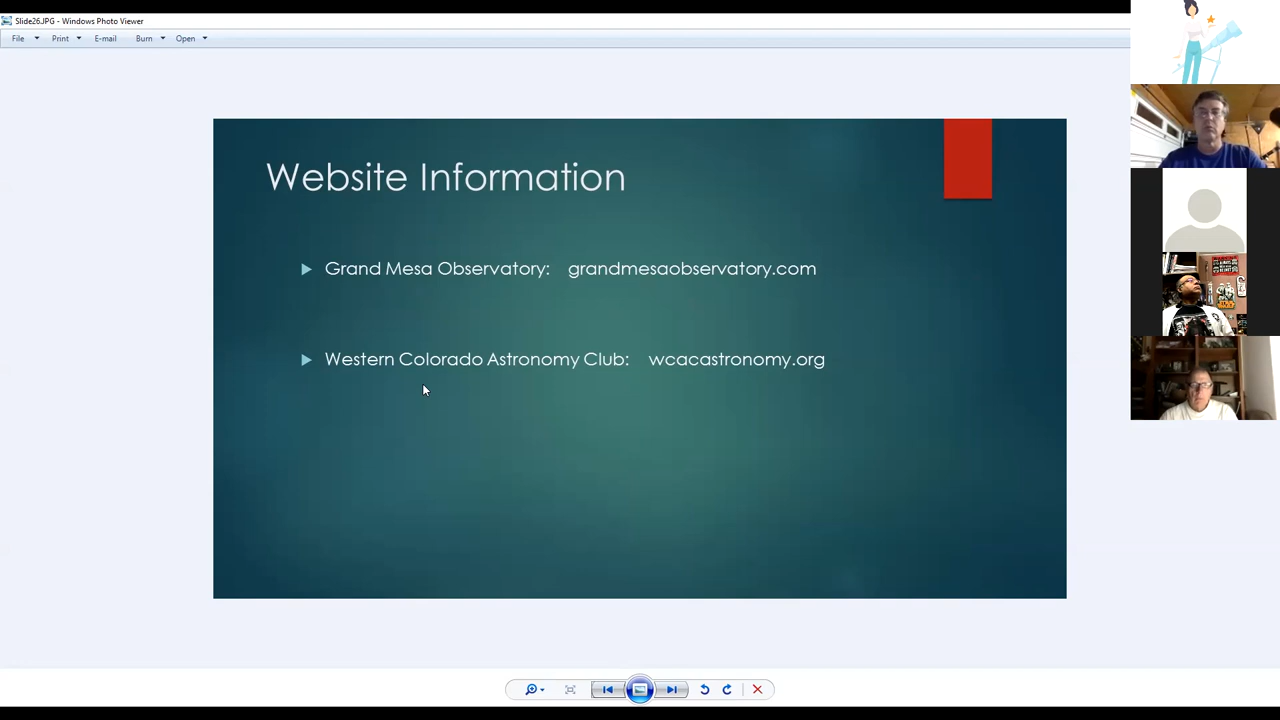 Slide26.JPG - Windows Photo Viewer
File Print E-mail Burn Open
Website Information
Grand Mesa Observatory: grandmesaobservatory.com
Western Colorado Astronomy Club: wcacastronomy.org